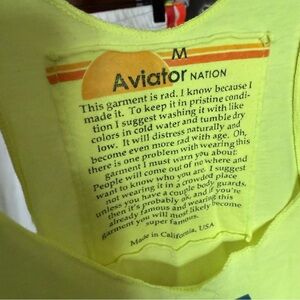 M
Aviator NATION
This garment is rad. I know because I
made it. To keep it in pristine condi-
tion I suggest washing it with like
colors in cold water and tumble dry
low. It will distress naturally and
become even more rad with age. Oh,
there is one problem with wearing this
garment I must warn you about:
People will come out of no where and
want to know who you are. I suggest
not wearing it in a crowded place
unless you have a couple body guards,
then it's probably ok, and if you're
already famous and wearing this
garment you will most likely become
super famous.
Made in California, USA